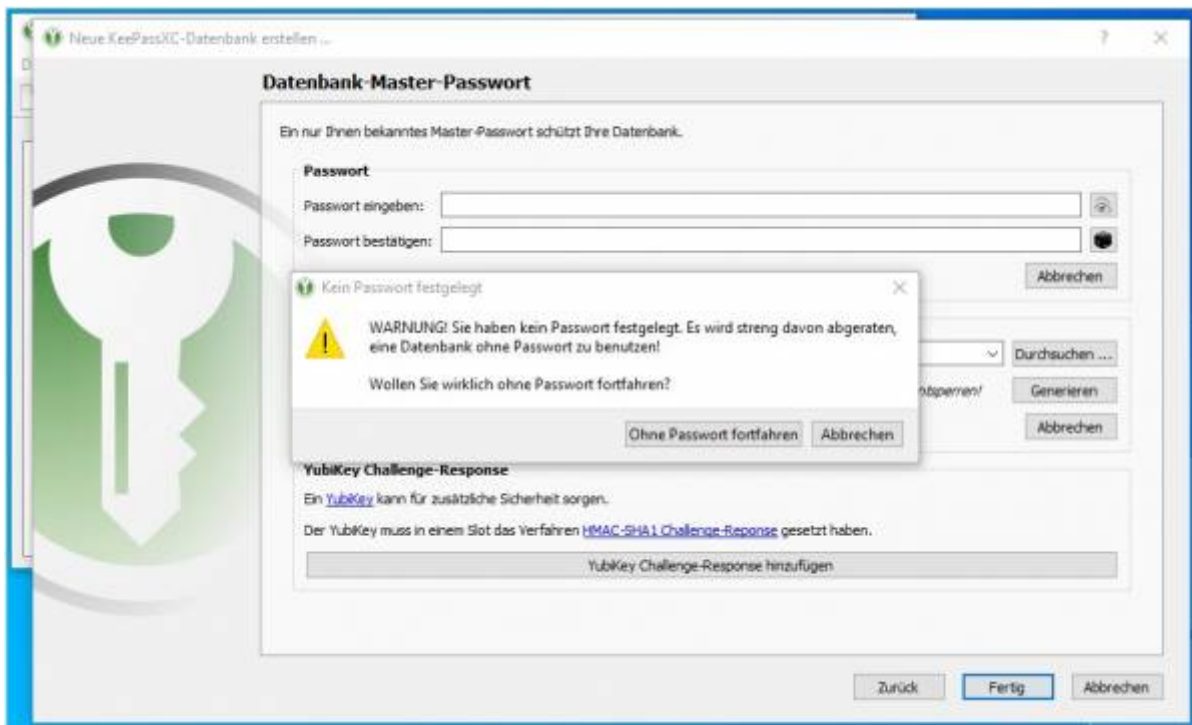 Neue KeePassXC-Datenbank erstellen ...
Datenbank-Master-Passwort
Ein nur Ihnen bekanntes Master-Passwort schützt Ihre Datenbank.
Passwort
Passwort eingeben:
Passwort bestätigen:
Abbrechen
Kein Passwort festgelegt
WARNUNG! Sie haben kein Passwort festgelegt. Es wird streng davon abgeraten,
eine Datenbank ohne Passwort zu benutzen!
Wollen Sie wirklich ohne Passwort fortfahren?
Ohne Passwort fortfahren Abbrechen
Durchsuchen ...
Generieren
Abbrechen
YubiKey Challenge-Response
Ein YubiKey kann für zusätzliche Sicherheit sorgen.
Der YubiKey muss in einem Slot das Verfahren HMAC-SHA1 Challenge-Reponse gesetzt haben.
YubiKey Challenge-Response hinzufügen
Zurück Fertig Abbrechen